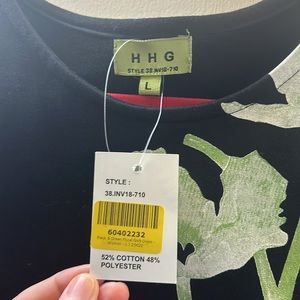 HHG
STYLE:38.INV18-710
L
STYLE :
38.INV18-710
60402232
52% COTTON 48%
POLYESTER